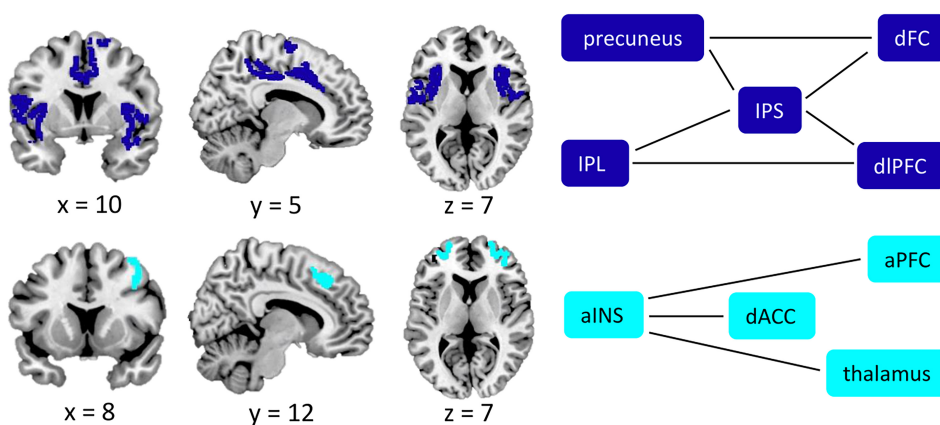 precuneus
dFC
IPS
IPL
dlPFC
x = 10
y = 5
z = 7
aPFC
aINS
dACC
thalamus
x = 8
y = 12
z = 7